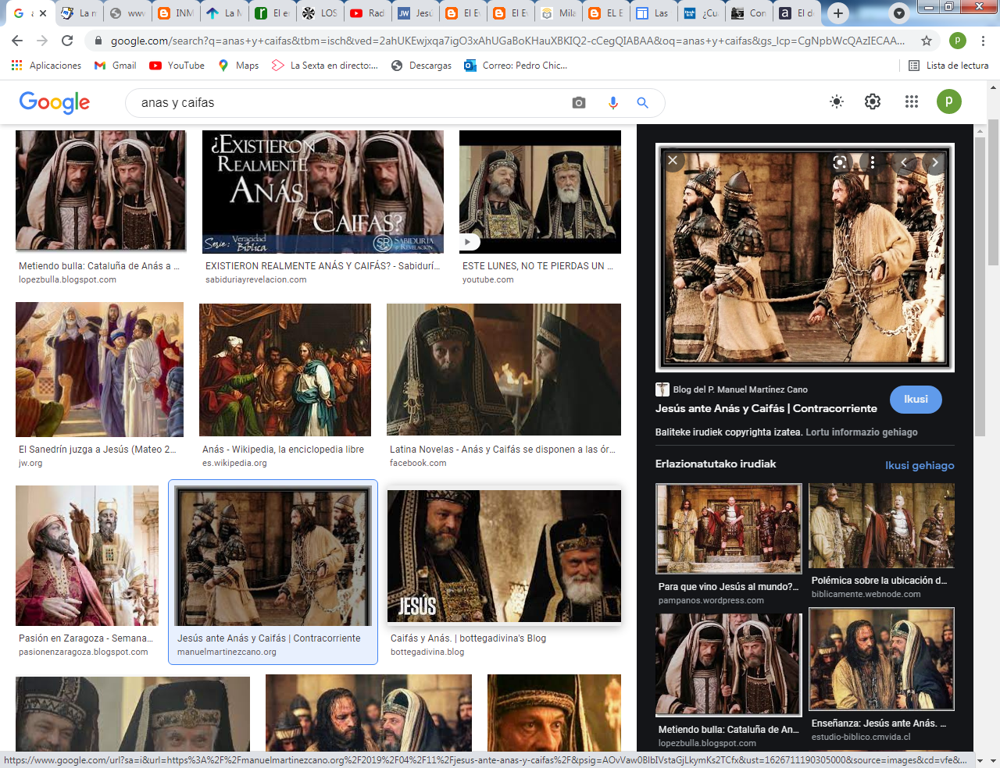 a
La n
www
INM
La M
El er
LOS
Rad
Jesú
El Ev
El Ev
Mila
EL E
Las
¿Cu
Con
El d
google.com/search?q=anas+y+caifas&tbm=isch&ved=2ahUKEwjxqa7igO3xAhUGaBoKHauXBKIQ2-cCegQIABAA&oq=anas+y+caifas&gs_lcp=CgNpbWcQAzIECAA...
p
Aplicaciones
Gmail
YouTube
Maps
La Sexta en directo:...
Descargas
Correo: Pedro Chic...
Lista de lectura
Google
anas y caifas
p
¿EXISTIERON
REALMENTE
ANÁS
y
CAIFAS?
Serie: Veracidad Bíblica
SR SABIDURÍA & REVELACION
Metiendo bulla: Cataluña de Anás a ...
lopezbulla.blogspot.com
EXISTIERON REALMENTE ANÁS Y CAIFÁS? - Sabidurí...
sabiduriayrevelacion.com
ESTE LUNES, NO TE PIERDAS UN ...
youtube.com
El Sanedrín juzga a Jesús (Mateo 2...
jw.org
Anás - Wikipedia, la enciclopedia libre
es.wikipedia.org
Latina Novelas - Anás y Caifás se disponen a las ór...
facebook.com
JESÚS
Pasión en Zaragoza - Semana...
pasionenzaragoza.blogspot.com
Jesús ante Anás y Caifás | Contracorriente
manuelmartinezcano.org
Caifás y Anás. | bottegadivina's Blog
bottegadivina.blog
Blog del P. Manuel Martínez Cano
Jesús ante Anás y Caifás | Contracorriente
Ikusi
Baliteke irudiek copyrighta izatea. Lortu informazio gehiago
Erlazionatutako irudiak
Ikusi gehiago
Para que vino Jesús al mundo?...
pampanos.wordpress.com
Polémica sobre la ubicación d...
biblicamente.webnode.com
Metiendo bulla: Cataluña de An...
lopezbulla.blogspot.com
Enseñanza: Jesús ante Anás. ...
estudio-biblico.cmvida.cl
https://www.google.com/url?sa=i&url=https%3A%2F%2Fmanuelmartinezcano.org%2F2019%2F04%2F11%2Fjesus-ante-anas-y-caifas%2F&psig=AOvVaw0BlbIVstaGjLkymKs2TCfx&ust=1626711190305000&source=images&cd=vfe&...